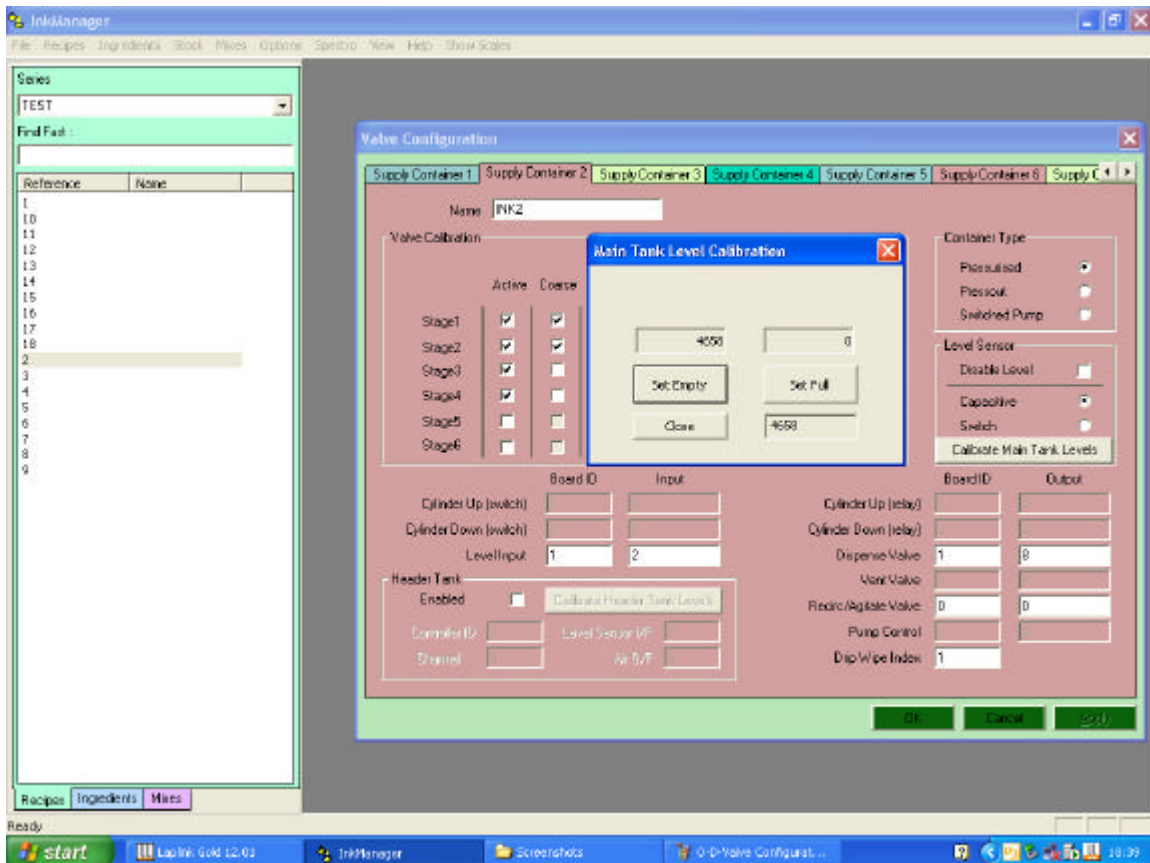 InkManager
File Recipes Ingredients Stock Mixes Options Spectro View Help Show Scales
Series
TEST
Find Fast :
Reference Name
1
10
11
12
13
14
15
16
17
18
2
3
4
5
6
7
8
9
Recipes Ingredients Mixes
Ready
Valve Configuration
Supply Container 1 Supply Container 2 Supply Container 3 Supply Container 4 Supply Container 5 Supply Container 6 Supply C
Name INK2
Valve Calibration
Active Coarse
Stage1
Stage2
Stage3
Stage4
Stage5
Stage6
Main Tank Level Calibration
4658 0
Set Empty Set Full
Close 4658
Container Type
Pressurised
Pressout
Switched Pump
Level Sensor
Disable Level
Capacitive
Switch
Calibrate Main Tank Levels
Board ID Input
Cylinder Up (switch)
Cylinder Down (switch)
Level Input 1 2
Header Tank
Enabled Calibrate Header Tank Levels
Controller ID Level Sensor I/P
Channel Air O/P
Board ID Output
Cylinder Up (relay)
Cylinder Down (relay)
Dispense Valve 1 8
Vent Valve
Recirc/Agitate Valve 0 0
Pump Control
Drip Wipe Index 1
OK Cancel Apply
start Laplink Gold 12.01 InkManager Screenshots O-D-Valve Configurat... 18:39